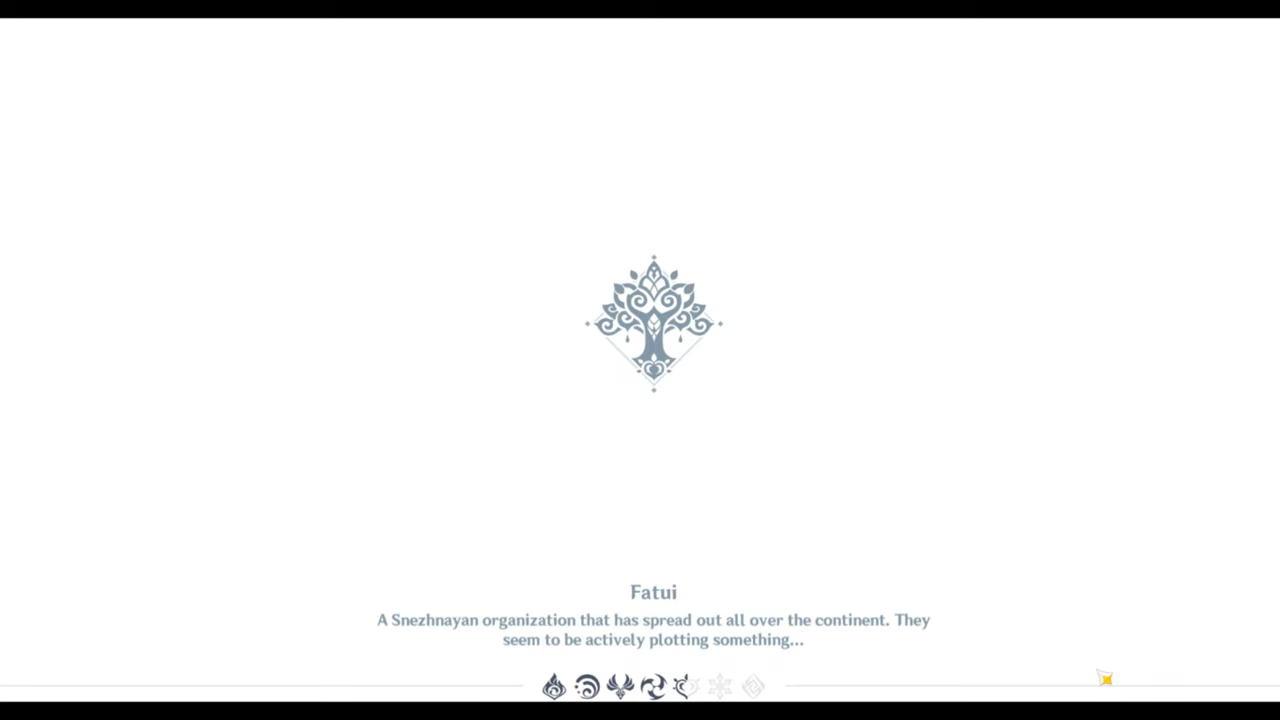 Fatui
A Snezhnayan organization that has spread out all over the continent. They
seem to be actively plotting something...